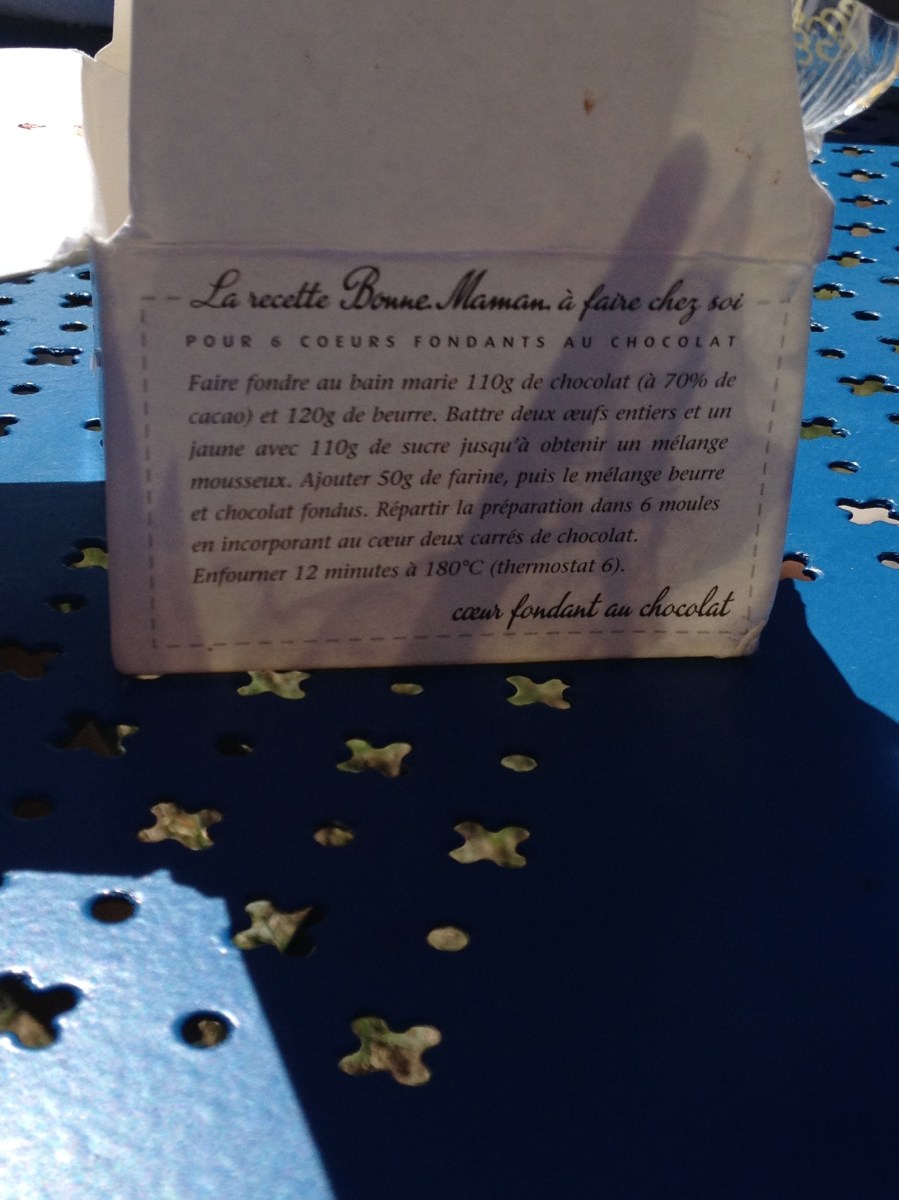 La recette Bonne Maman à faire chez soi
POUR 6 COEURS FONDANTS AU CHOCOLAT
Faire fondre au bain marie 110g de chocolat (à 70% de
cacao) et 120g de beurre. Battre deux œufs entiers et un
jaune avec 110g de sucre jusqu'à obtenir un mélange
mousseux. Ajouter 50g de farine, puis le mélange beurre
et chocolat fondus. Répartir la préparation dans 6 moules
en incorporant au cœur deux carrés de chocolat.
Enfourner 12 minutes à 180°C (thermostat 6).
cœur fondant au chocolat